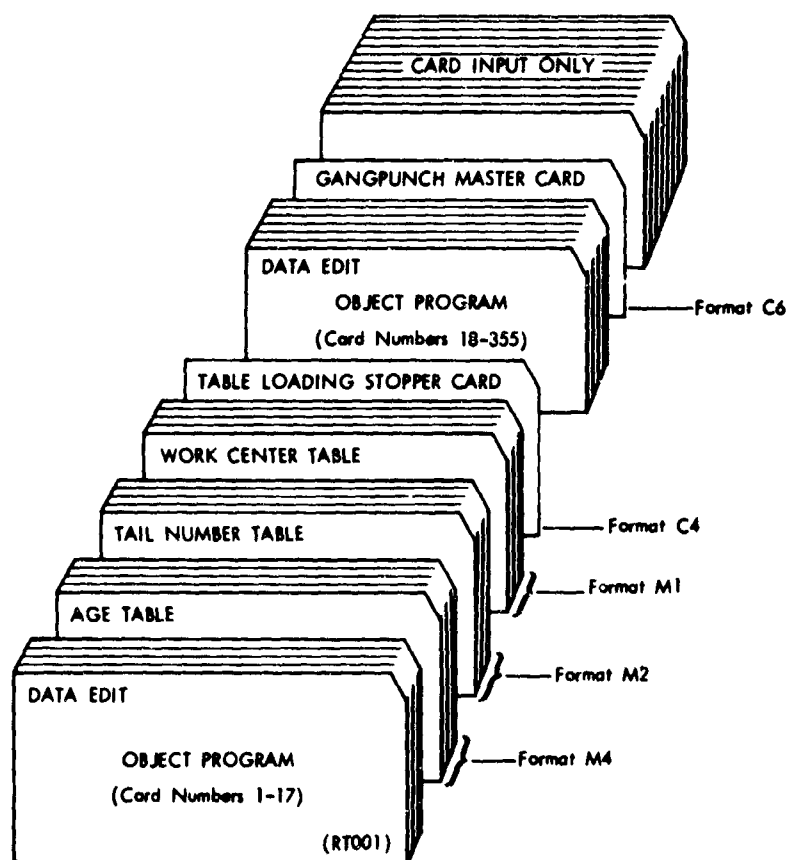 CARD INPUT ONLY
GANGPUNCH MASTER CARD
DATA EDIT
OBJECT PROGRAM
(Card Numbers 18-355)
Format C6
TABLE LOADING STOPPER CARD
WORK CENTER TABLE
TAIL NUMBER TABLE
Format C4
Format M1
AGE TABLE
Format M2
DATA EDIT
OBJECT PROGRAM
(Card Numbers 1-17)
Format M4
(RT001)